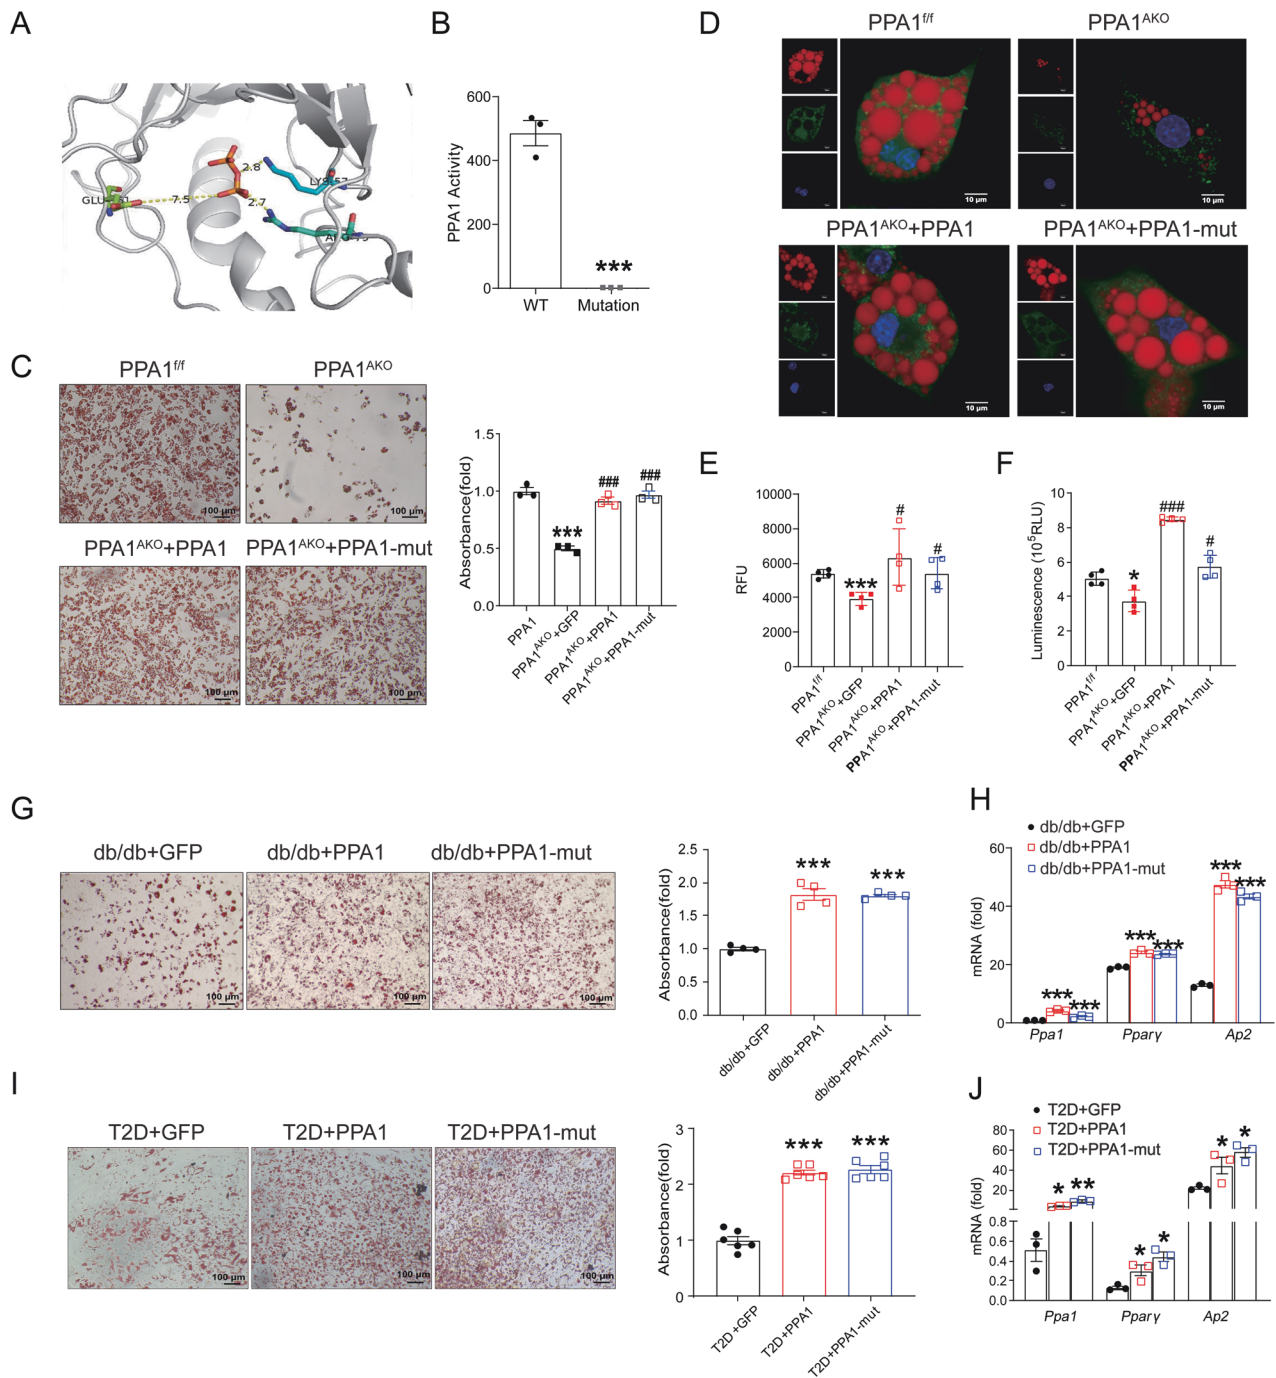 A
GLU-151
7.5
2.8
2.7
LYS-57
ARG-79
B
PPA1 Activity
600
400
200
0
***
WT
Mutation
C
PPA1f/f
PPA1AKO
100 µm
100 µm
PPA1AKO+PPA1
PPA1AKO+PPA1-mut
100 µm
100 µm
Absorbance(fold)
1.5
1.0
0.5
0.0
***
###
###
PPA1
PPA1AKO+GFP
PPA1AKO+PPA1
PPA1AKO+PPA1-mut
D
PPA1f/f
PPA1AKO
10 µm
10 µm
PPA1AKO+PPA1
PPA1AKO+PPA1-mut
10 µm
10 µm
E
RFU
10000
8000
6000
4000
2000
0
***
#
#
PPA1f/f
PPA1AKO+GFP
PPA1AKO+PPA1
PPA1AKO+PPA1-mut
F
Luminescence (10^5RLU)
10
8
6
4
2
0
*
###
#
PPA1f/f
PPA1AKO+GFP
PPA1AKO+PPA1
PPA1AKO+PPA1-mut
G
db/db+GFP
db/db+PPA1
db/db+PPA1-mut
100 µm
100 µm
100 µm
Absorbance(fold)
2.5
2.0
1.5
1.0
0.5
0.0
***
***
db/db+GFP
db/db+PPA1
db/db+PPA1-mut
H
db/db+GFP
db/db+PPA1
db/db+PPA1-mut
mRNA (fold)
60
40
20
0
***
***
***
***
***
***
Ppa1
Pparγ
Ap2
I
T2D+GFP
T2D+PPA1
T2D+PPA1-mut
100 µm
100 µm
100 µm
Absorbance(fold)
3
2
1
0
***
***
T2D+GFP
T2D+PPA1
T2D+PPA1-mut
J
T2D+GFP
T2D+PPA1
T2D+PPA1-mut
mRNA (fold)
80
60
40
20
0.8
0.6
0.4
0.2
0.0
*
**
*
*
*
*
Ppa1
Pparγ
Ap2